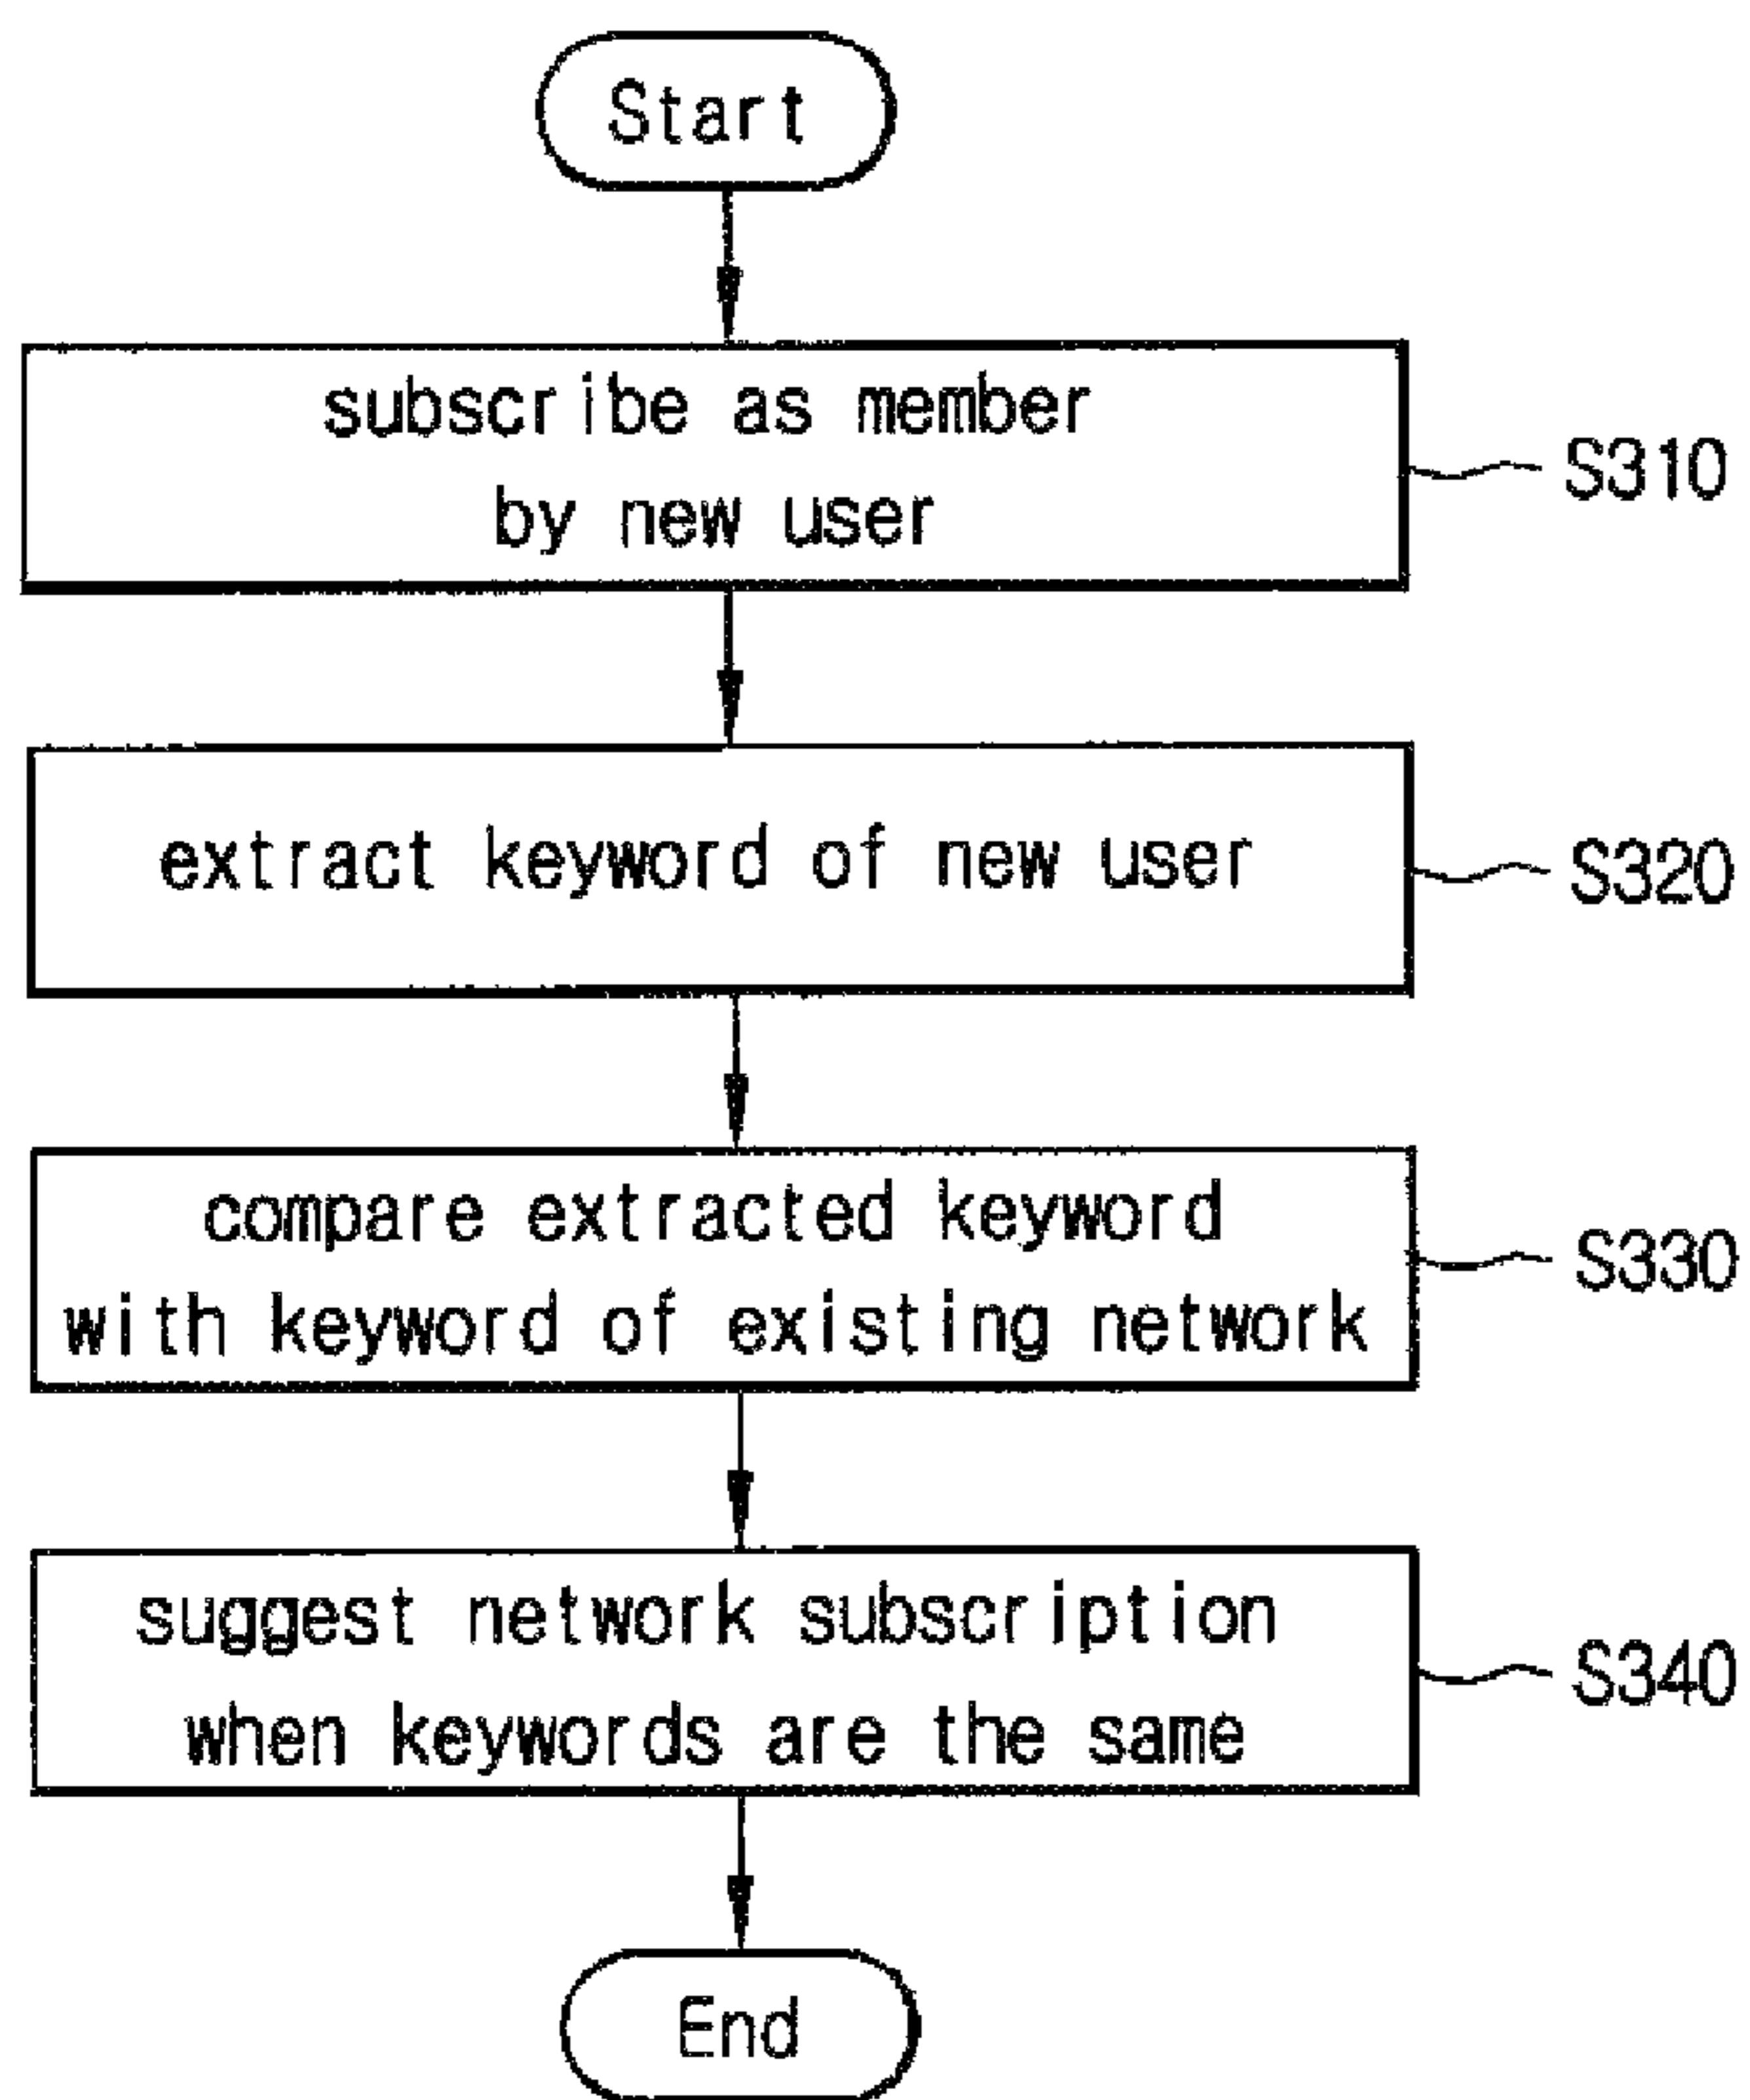 Start
subscribe as member
by new user
S310
extract keyword of new user
S320
compare extracted keyword
with keyword of existing network
S330
suggest network subscription
when keywords are the same
S340
End